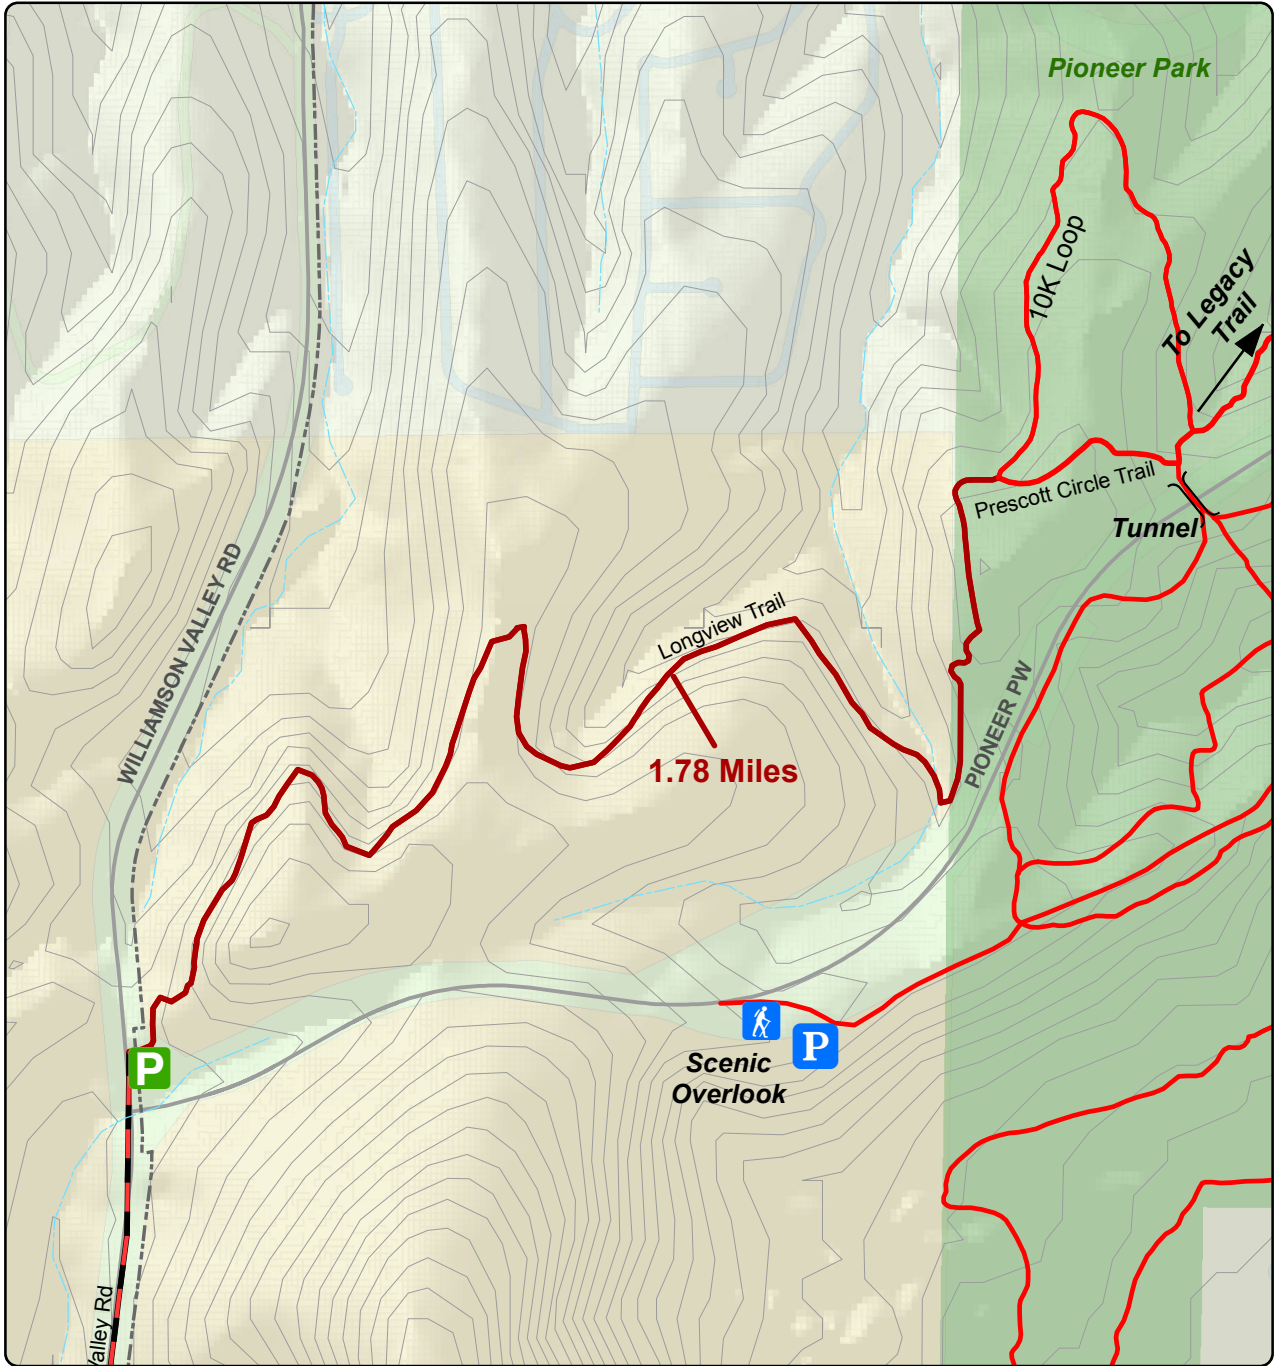 Pioneer Park
10K Loop
To Legacy
Trail
Prescott Circle Trail
Tunnel
WILLIAMSON VALLEY RD
Longview Trail
PIONEER PW
1.78 Miles
P
Scenic
Overlook
P
alley Rd